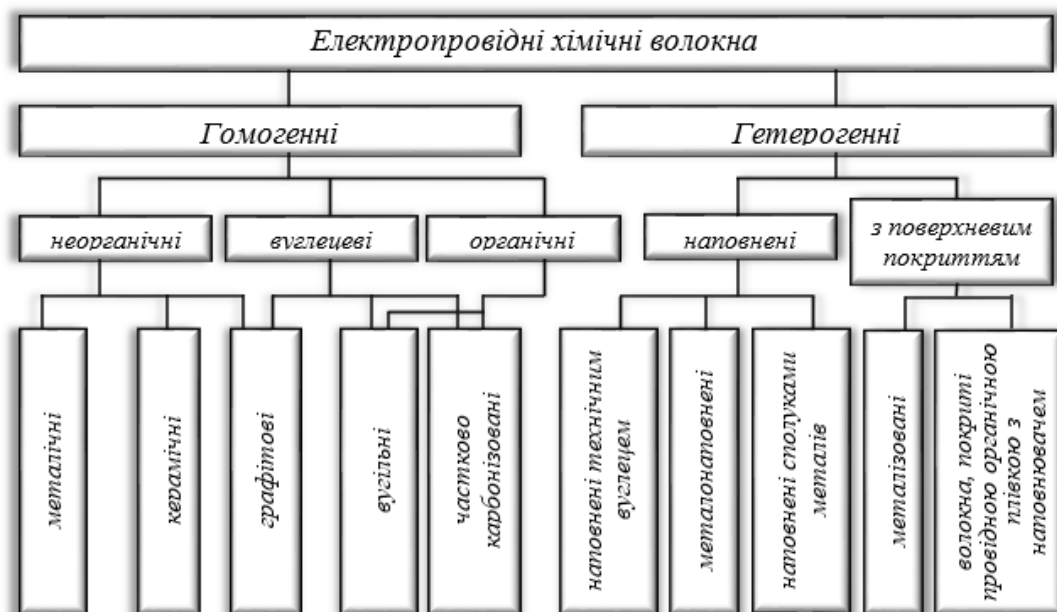 Електропровідні хімічні волокна
Гомогенні
Гетерогенні
неорганічні
вуглецеві
органічні
наповнені
з поверхневим
покриттям
металічні
керамічні
графітові
вугільні
частково
карбонізовані
наповнені технічним
вуглецем
металонаповнені
наповнені сполуками
металів
металізовані
волокна, покриті
провідною органічною
плівкою з
наповнювачем